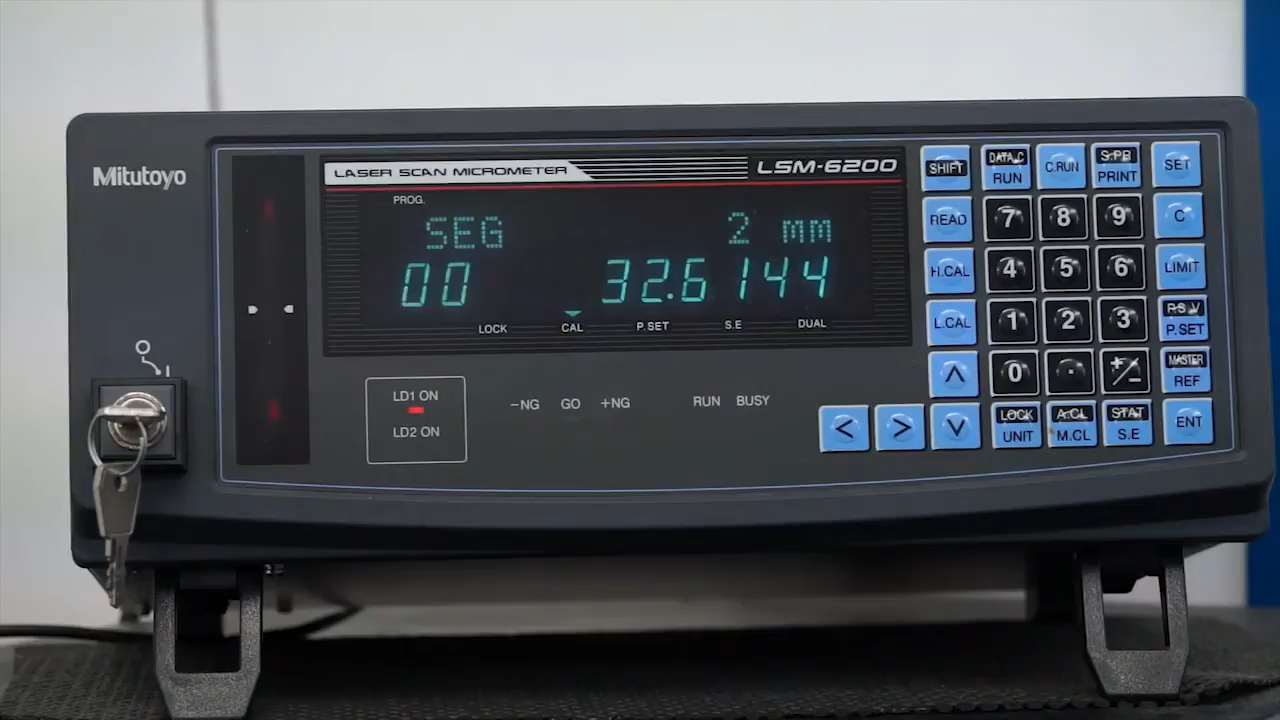 Mitutoyo
LASER SCAN MICROMETER LSM-6200
PROG.
SEG 2 mm
00 32.6144
LOCK CAL P.SET S.E DUAL
LD1 ON
LD2 ON
-NG GO +NG RUN BUSY
SHIFT DATA.C RUN C.RUN S.PR PRINT SET
READ 7 8 9 C
H.CAL 4 5 6 LIMIT
L.CAL 1 2 3 RS.V P.SET
0 . +/- MASTER REF
< > LOCK UNIT A.CL M.CL STAT S.E ENT